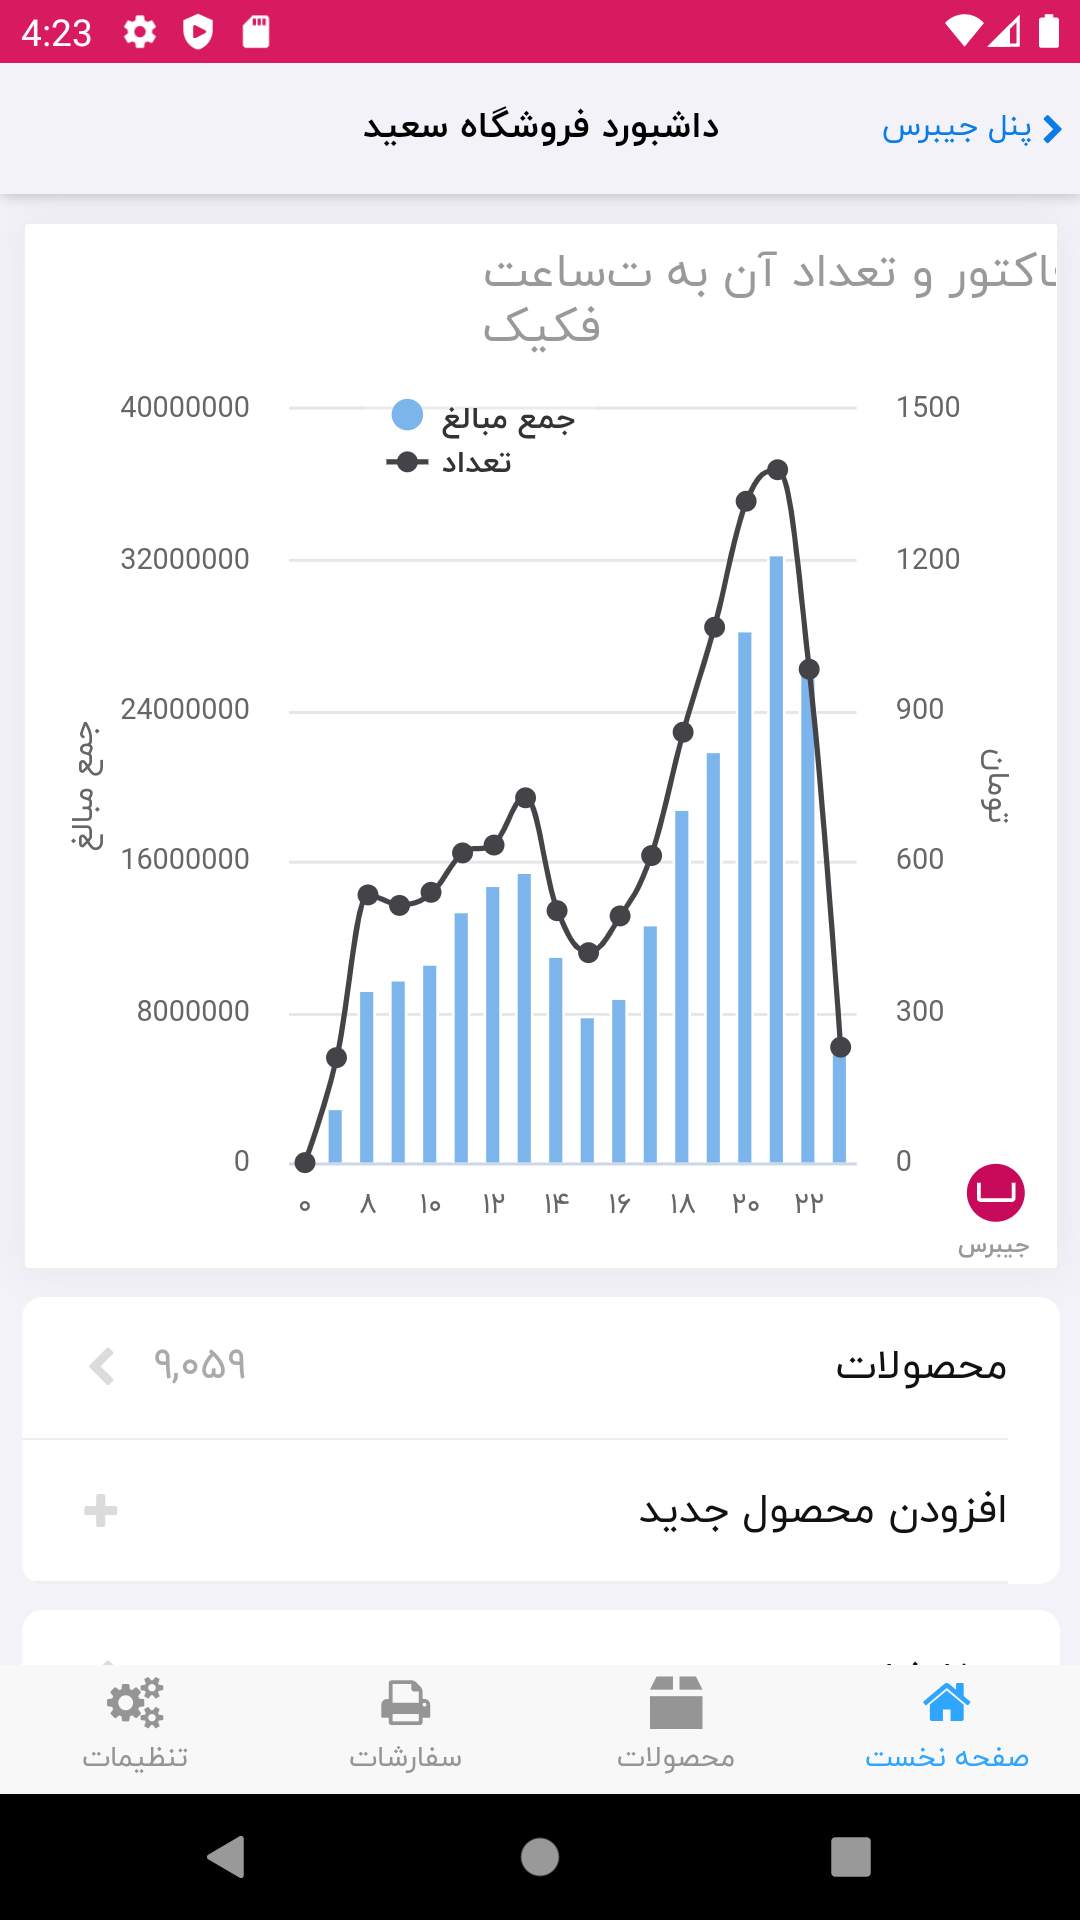 4:23
پنل جیبرس
داشبورد فروشگاه سعید
اکتور و تعداد آن به تساعت
فکیک
جمع مبالغ
تعداد
40000000
32000000
24000000
16000000
8000000
0
1500
1200
900
600
300
0
جمع مبالغ
تومان
۰ ۸ ۱۰ ۱۲ ۱۴ ۱۶ ۱۸ ۲۰ ۲۲
جیبرس
محصولات ۹,۰۵۹
افزودن محصول جدید
صفحه نخست
محصولات
سفارشات
تنظیمات